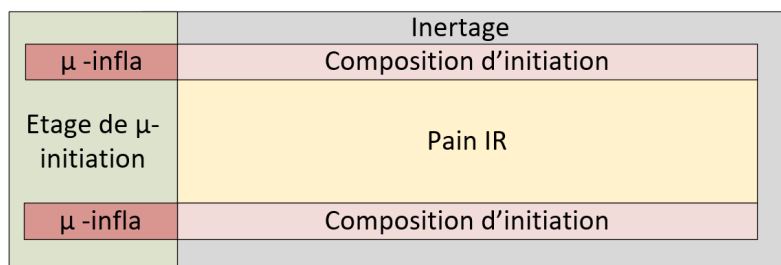 Inertage
µ -infla
Composition d’initiation
Etage de µ-
initiation
Pain IR
µ -infla
Composition d’initiation